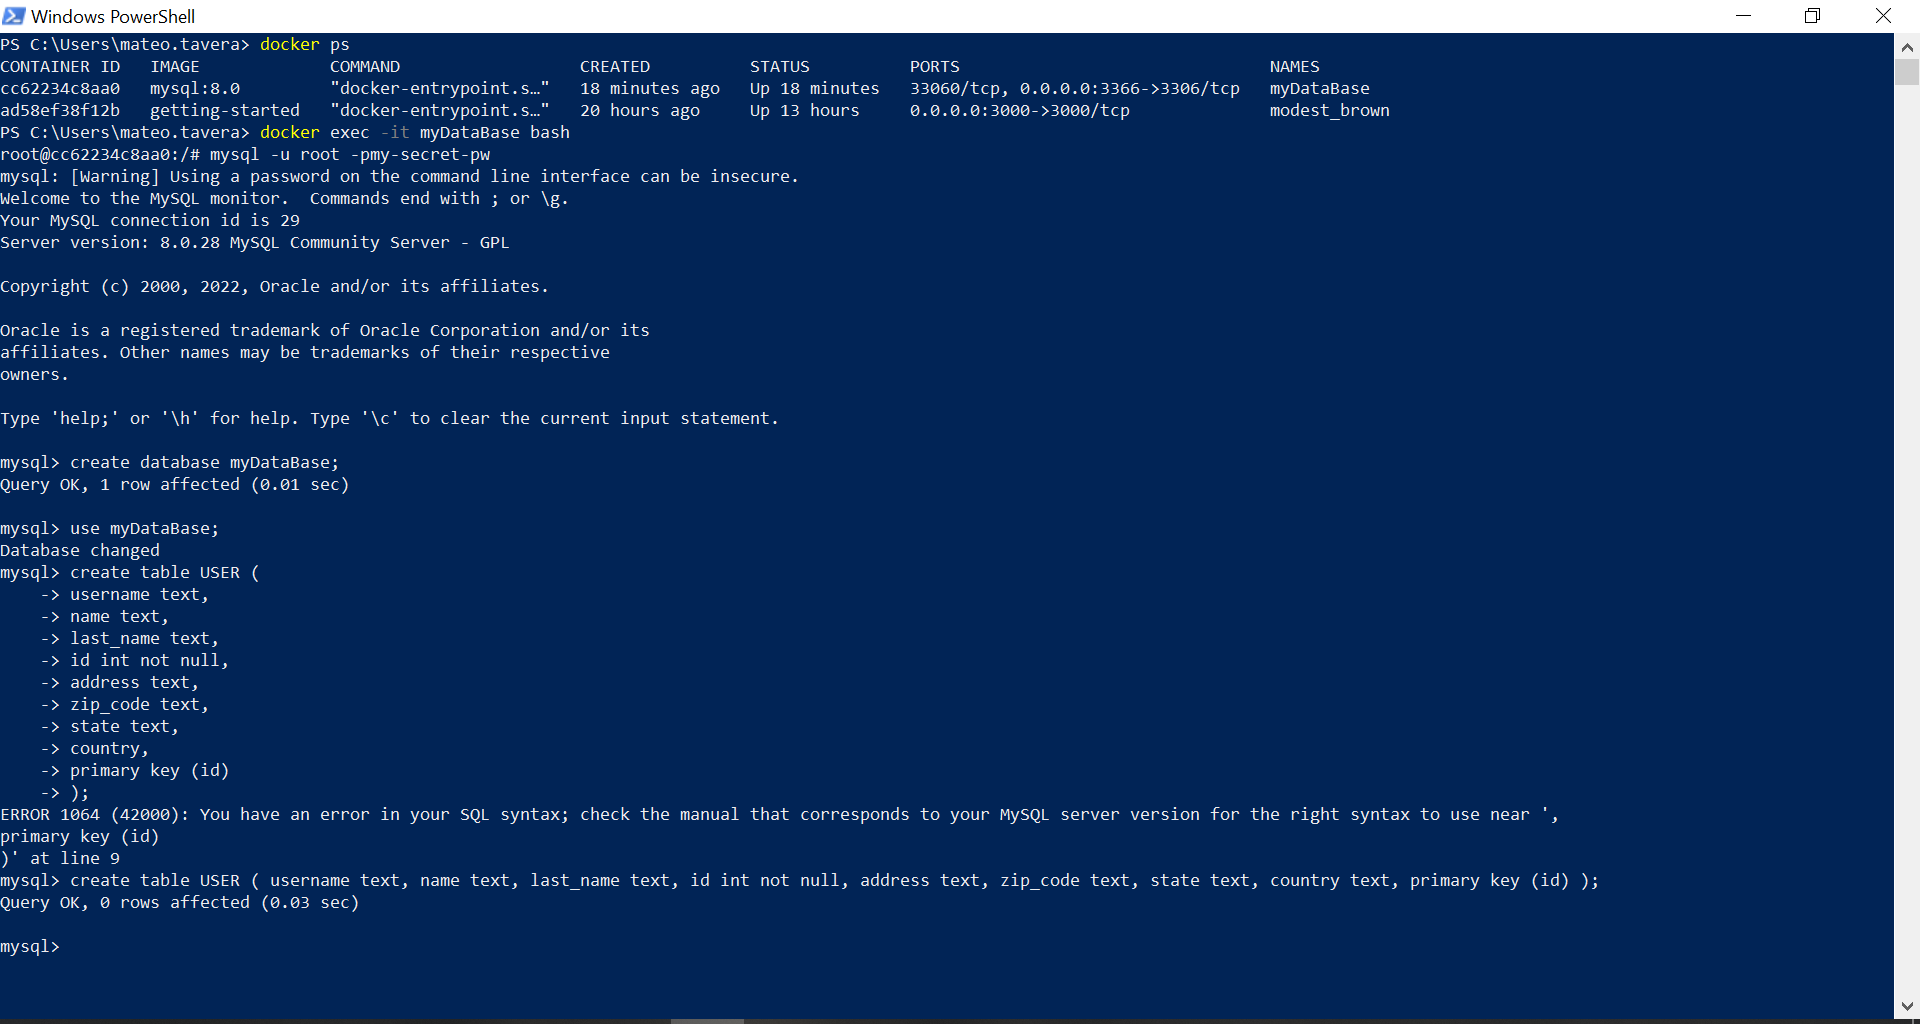 Windows PowerShell
PS C:\Users\mateo.tavera> docker ps
CONTAINER ID   IMAGE             COMMAND                  CREATED          STATUS          PORTS                               NAMES
cc62234c8aa0   mysql:8.0         "docker-entrypoint.s…"   18 minutes ago   Up 18 minutes   33060/tcp, 0.0.0.0:3366->3306/tcp   myDataBase
ad58ef38f12b   getting-started   "docker-entrypoint.s…"   20 hours ago     Up 13 hours     0.0.0.0:3000->3000/tcp              modest_brown
PS C:\Users\mateo.tavera> docker exec -it myDataBase bash
root@cc62234c8aa0:/# mysql -u root -pmy-secret-pw
mysql: [Warning] Using a password on the command line interface can be insecure.
Welcome to the MySQL monitor.  Commands end with ; or \g.
Your MySQL connection id is 29
Server version: 8.0.28 MySQL Community Server - GPL

Copyright (c) 2000, 2022, Oracle and/or its affiliates.

Oracle is a registered trademark of Oracle Corporation and/or its
affiliates. Other names may be trademarks of their respective
owners.

Type 'help;' or '\h' for help. Type '\c' to clear the current input statement.

mysql> create database myDataBase;
Query OK, 1 row affected (0.01 sec)

mysql> use myDataBase;
Database changed
mysql> create table USER (
    -> username text,
    -> name text,
    -> last_name text,
    -> id int not null,
    -> address text,
    -> zip_code text,
    -> state text,
    -> country,
    -> primary key (id)
    -> );
ERROR 1064 (42000): You have an error in your SQL syntax; check the manual that corresponds to your MySQL server version for the right syntax to use near ',
primary key (id)
)' at line 9
mysql> create table USER ( username text, name text, last_name text, id int not null, address text, zip_code text, state text, country text, primary key (id) );
Query OK, 0 rows affected (0.03 sec)

mysql>